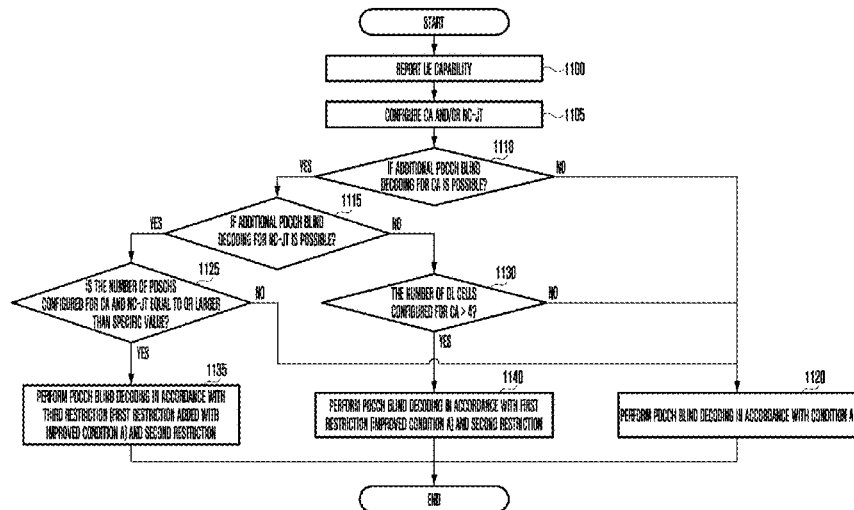 START
REPORT UE CAPABILITY
1100
CONFIGURE CA AND/OR NC-JT
1105
1110
YES
IF ADDITIONAL PDCCH BLIND
DECODING FOR CA IS POSSIBLE?
NO
1115
YES
IF ADDITIONAL PDCCH BLIND
DECODING FOR NC-JT IS POSSIBLE?
NO
1125
IS THE NUMBER OF PDSCHS
CONFIGURED FOR CA AND NC-JT EQUAL TO OR LARGER
THAN SPECIFIC VALUE?
NO
1130
THE NUMBER OF DL CELLS
CONFIGURED FOR CA > 4?
NO
YES
YES
1135
PERFORM PDCCH BLIND DECODING IN ACCORDANCE WITH
THIRD RESTRICTION (FIRST RESTRICTION ADDED WITH
IMPROVED CONDITION A) AND SECOND RESTRICTION
1140
PERFORM PDCCH BLIND DECODING IN ACCORDANCE WITH FIRST
RESTRICTION (IMPROVED CONDITION A) AND SECOND RESTRICTION
1120
PERFORM PDCCH BLIND DECODING IN ACCORDANCE WITH CONDITION A
END